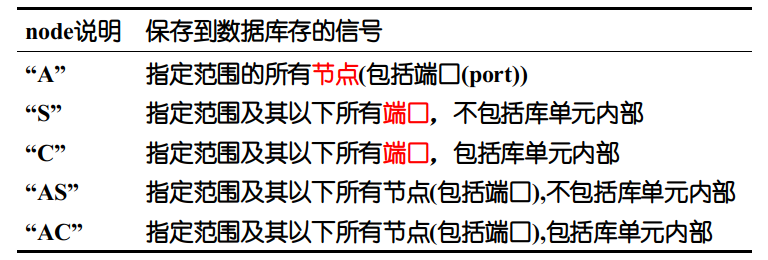 node说明 保存到数据库存的信号
“A” 指定范围的所有节点(包括端口(port))
“S” 指定范围及其以下所有端口，不包括库单元内部
“C” 指定范围及其以下所有端口，包括库单元内部
“AS” 指定范围及其以下所有节点(包括端口),不包括库单元内部
“AC” 指定范围及其以下所有节点(包括端口),包括库单元内部